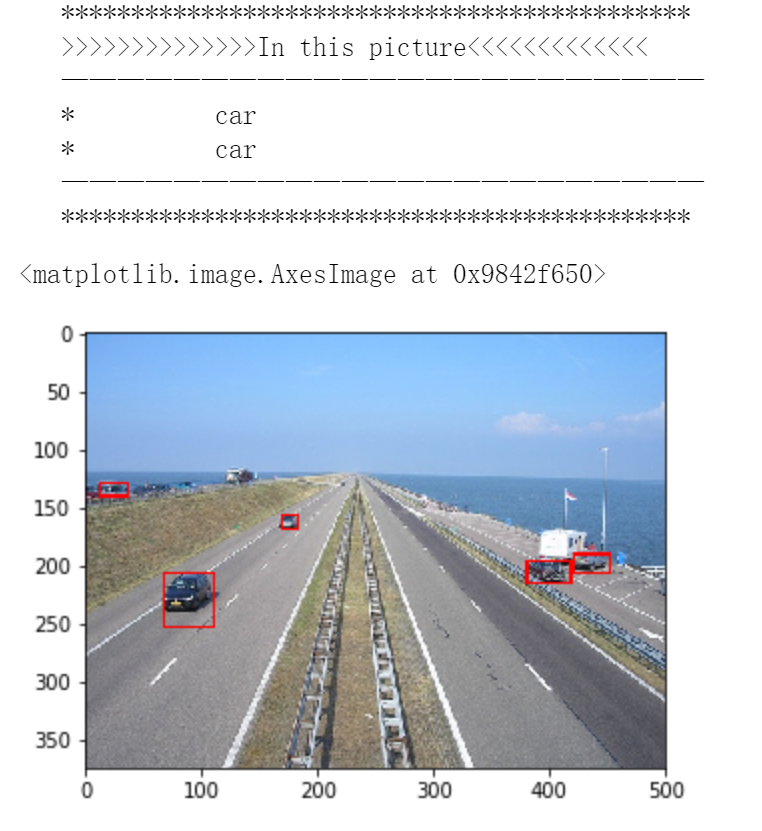 *********************************************
>>>>>>>>>>>>>>In this picture<<<<<<<<<<<<<
———————————————————————
* car
* car
———————————————————————
*********************************************
<matplotlib.image.AxesImage at 0x9842f650>
0
50
100
150
200
250
300
350
0 100 200 300 400 500